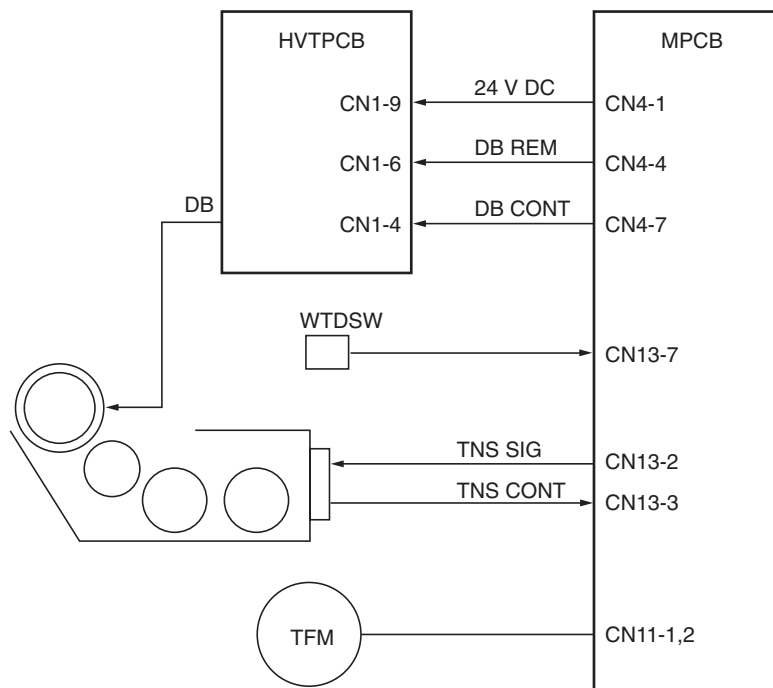 HVTPCB
MPCB
CN1-9
24 V DC
CN4-1
CN1-6
DB REM
CN4-4
DB
CN1-4
DB CONT
CN4-7
WTDSW
CN13-7
TNS SIG
CN13-2
TNS CONT
CN13-3
TFM
CN11-1,2